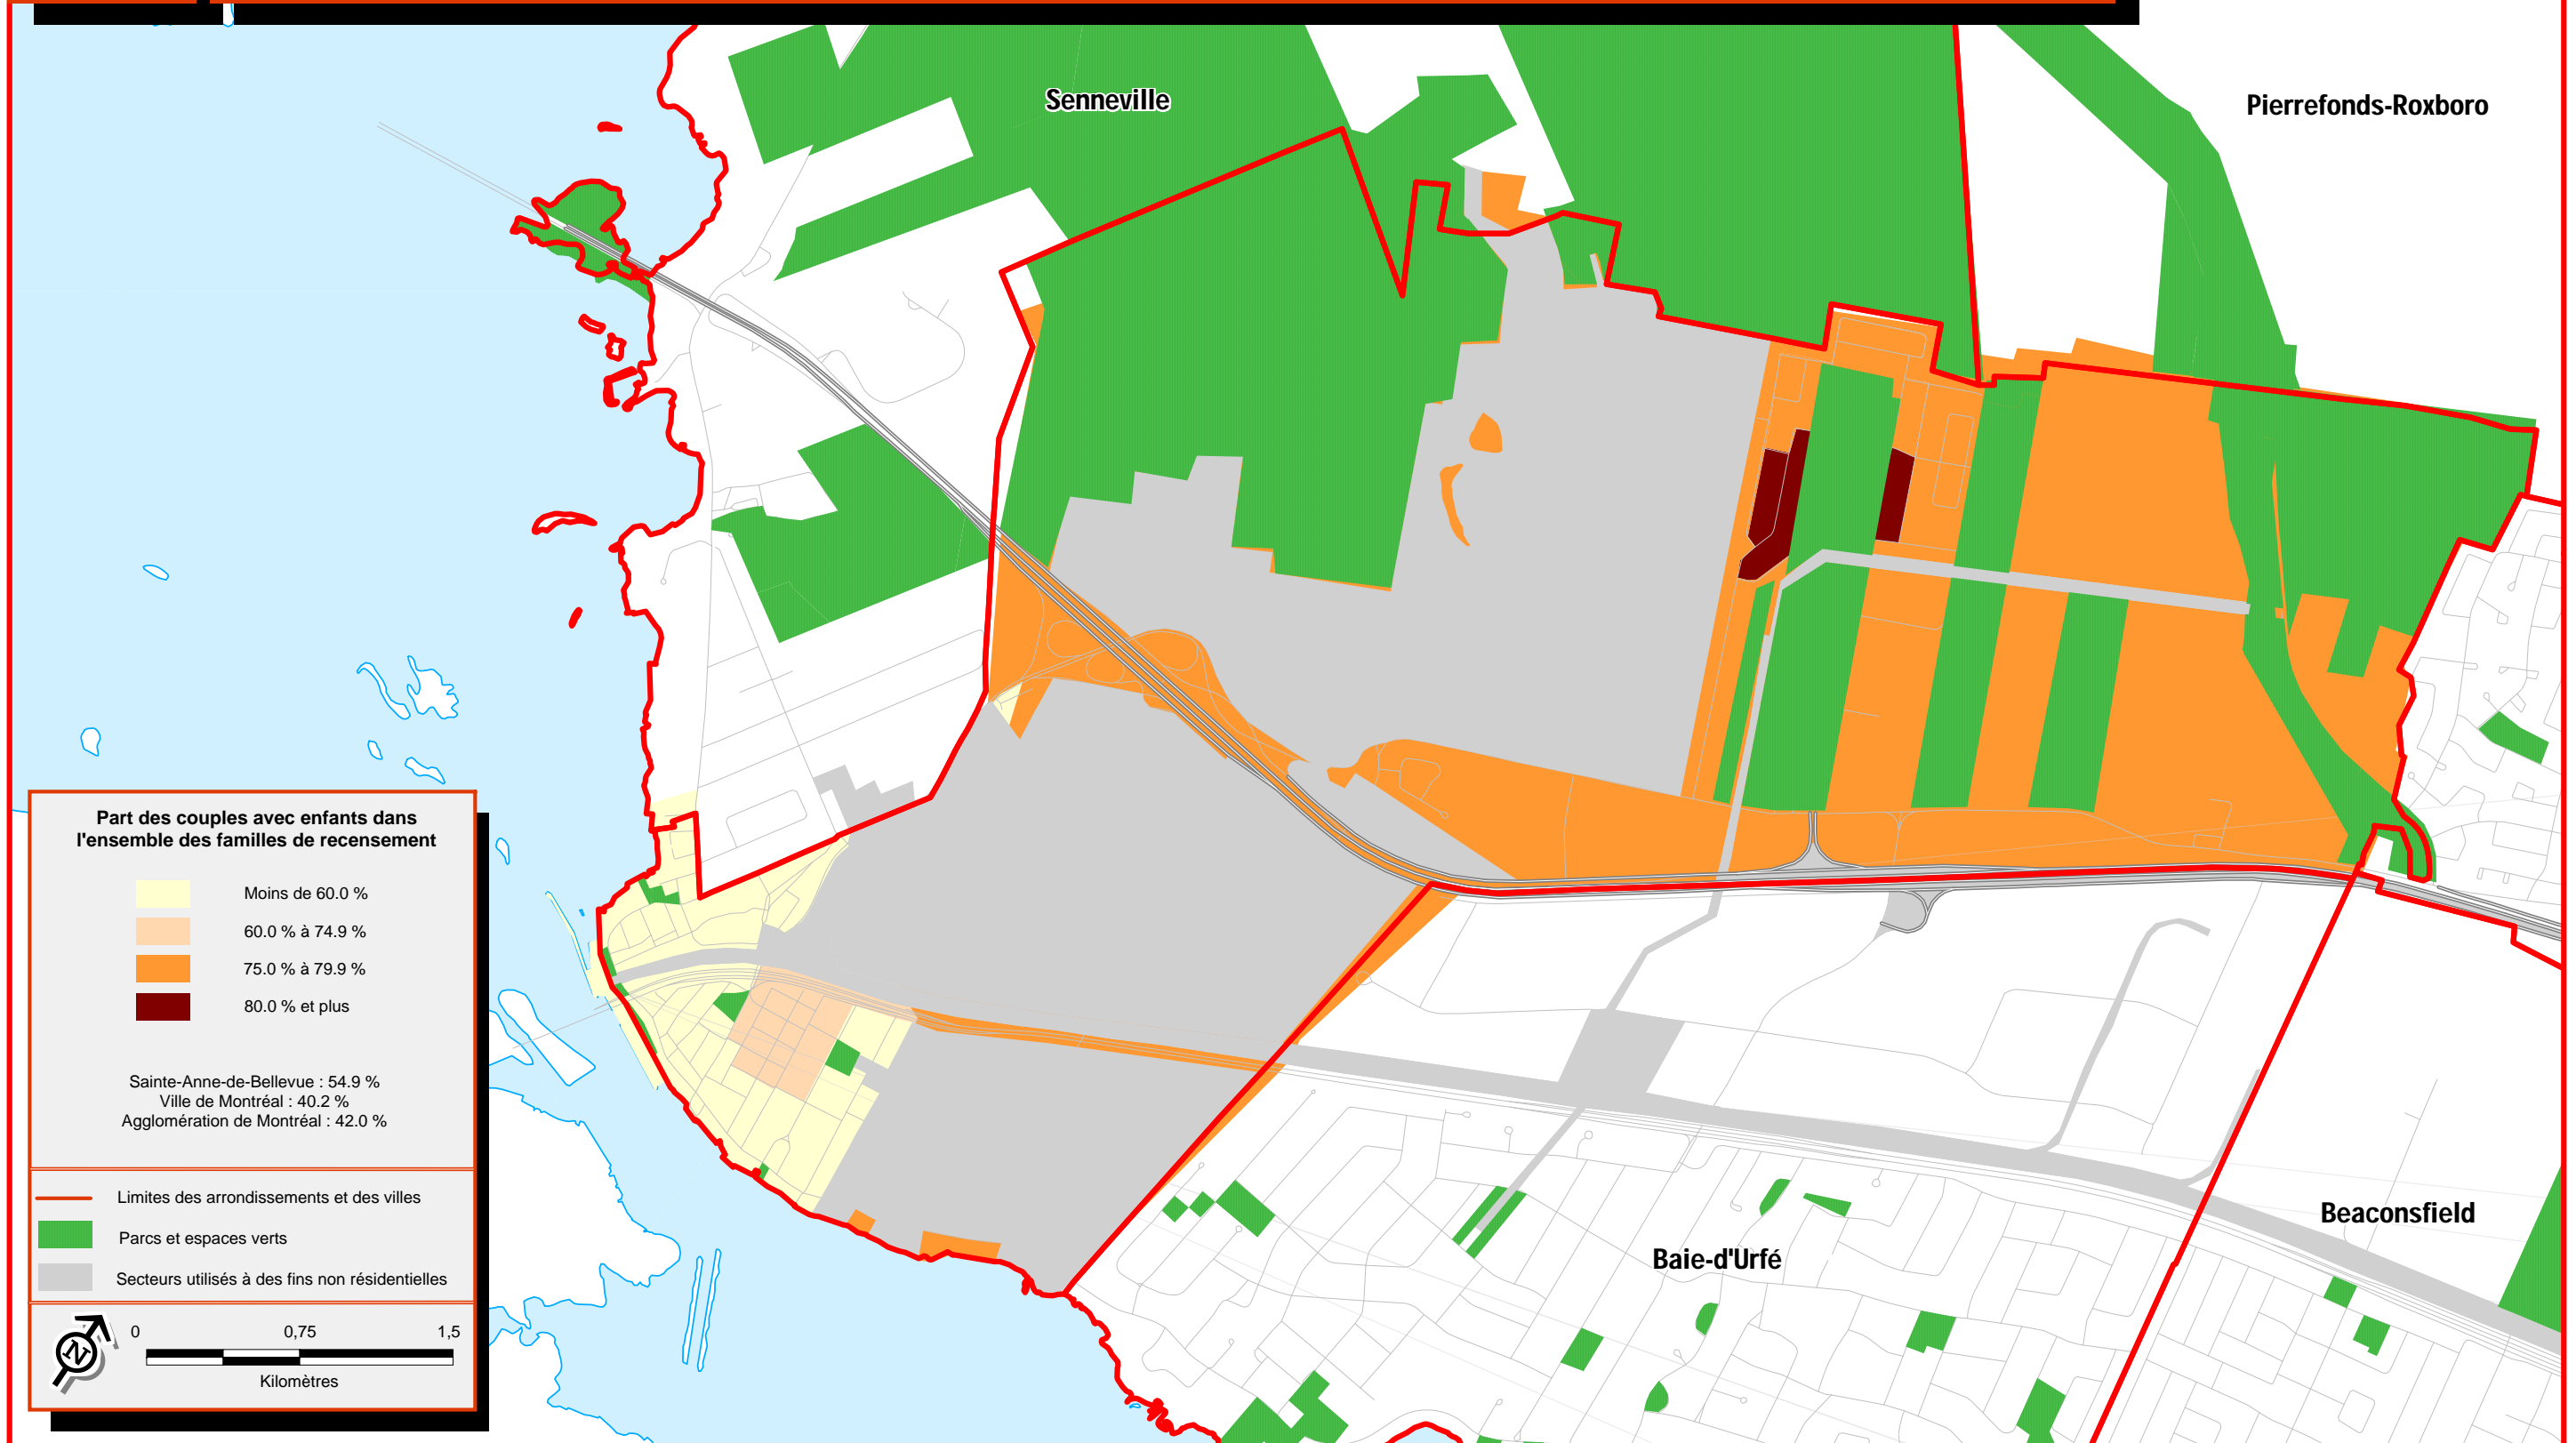 Senneville
Pierrefonds-Roxboro
Part des couples avec enfants dans
l'ensemble des familles de recensement
Moins de 60.0 %
60.0 % à 74.9 %
75.0 % à 79.9 %
80.0 % et plus
Sainte-Anne-de-Bellevue : 54.9 %
Ville de Montréal : 40.2 %
Agglomération de Montréal : 42.0 %
Limites des arrondissements et des villes
Parcs et espaces verts
Secteurs utilisés à des fins non résidentielles
N
0 0,75 1,5
Kilomètres
Beaconsfield
Baie-d'Urfé